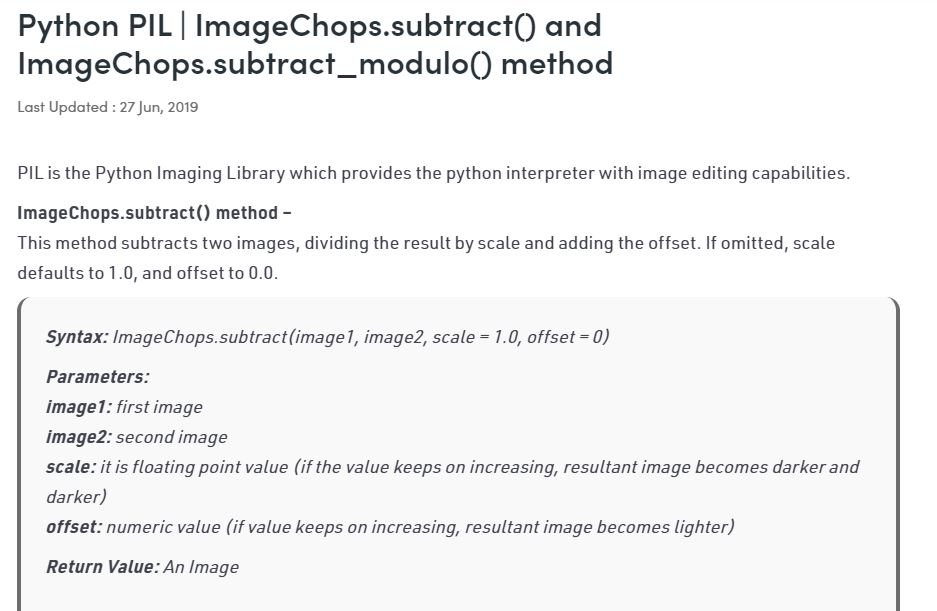 Python PIL | ImageChops.subtract() and
ImageChops.subtract_modulo() method
Last Updated : 27 Jun, 2019
PIL is the Python Imaging Library which provides the python interpreter with image editing capabilities.
ImageChops.subtract() method –
This method subtracts two images, dividing the result by scale and adding the offset. If omitted, scale
defaults to 1.0, and offset to 0.0.
Syntax: ImageChops.subtract(image1, image2, scale = 1.0, offset = 0)
Parameters:
image1: first image
image2: second image
scale: it is floating point value (if the value keeps on increasing, resultant image becomes darker and
darker)
offset: numeric value (if value keeps on increasing, resultant image becomes lighter)
Return Value: An Image